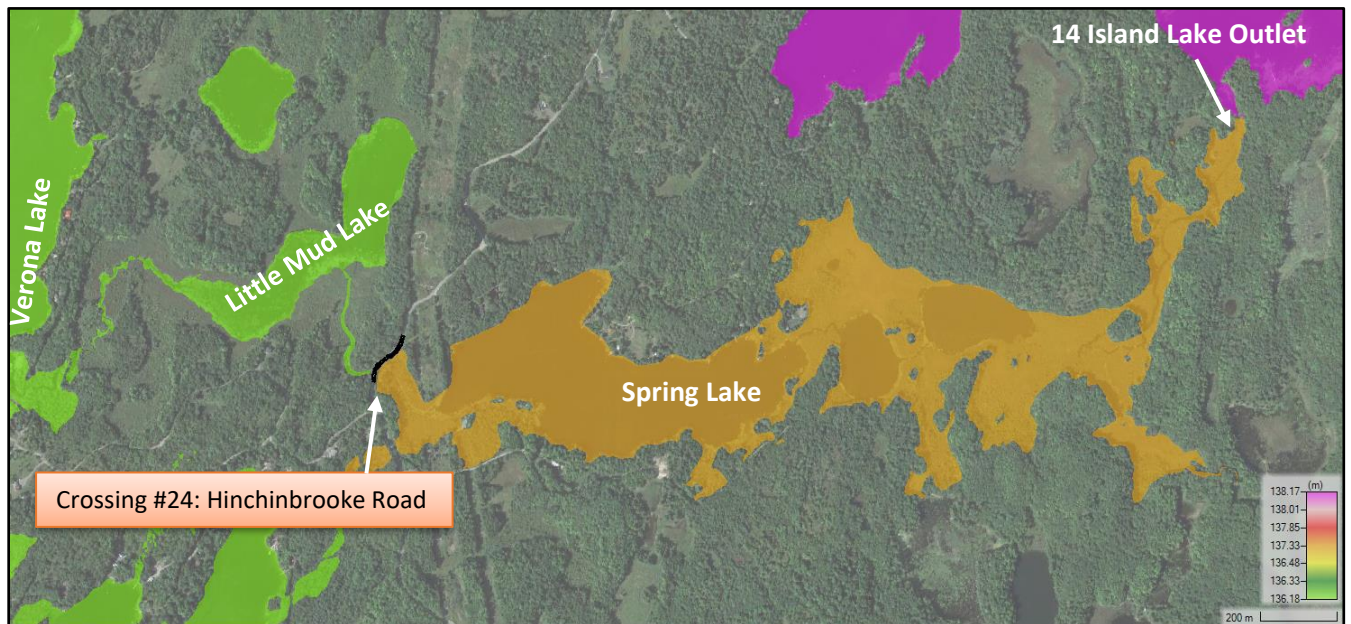 14 Island Lake Outlet
Verona Lake
Little Mud Lake
Spring Lake
Crossing #24: Hinchinbrooke Road
(m)
138.17
138.01
137.85
137.33
136.48
136.33
136.18
200 m